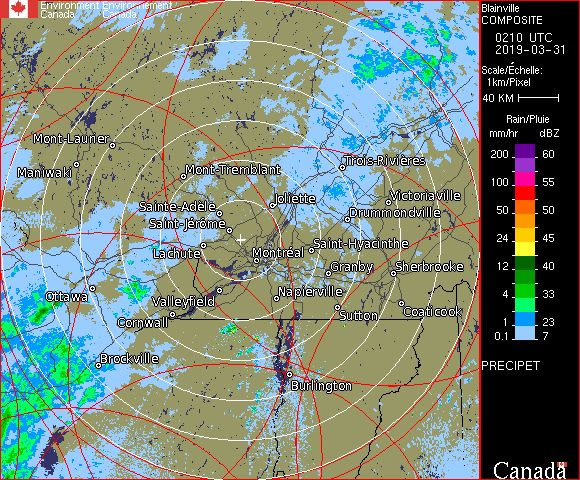 Environment Environnement
Canada Canada
Mont-Laurier
Maniwaki
Mont-Tremblant
Trois-Rivières
Sainte-Adèle
Joliette
Victoriaville
Saint-Jérôme
Drummondville
Lachute
Montréal
Saint-Hyacinthe
Granby
Sherbrooke
Ottawa
Valleyfield
Napierville
Cornwall
Sutton
Coaticook
Brockville
Burlington
Blainville
COMPOSITE
0210 UTC
2019-03-31
Scale/Échelle:
1km/Pixel
40 KM
Rain/Pluie
mm/hr dBZ
200 60
100 55
50 50
24 45
12 40
4 33
1 23
0.1 7
PRECIPET
Canada